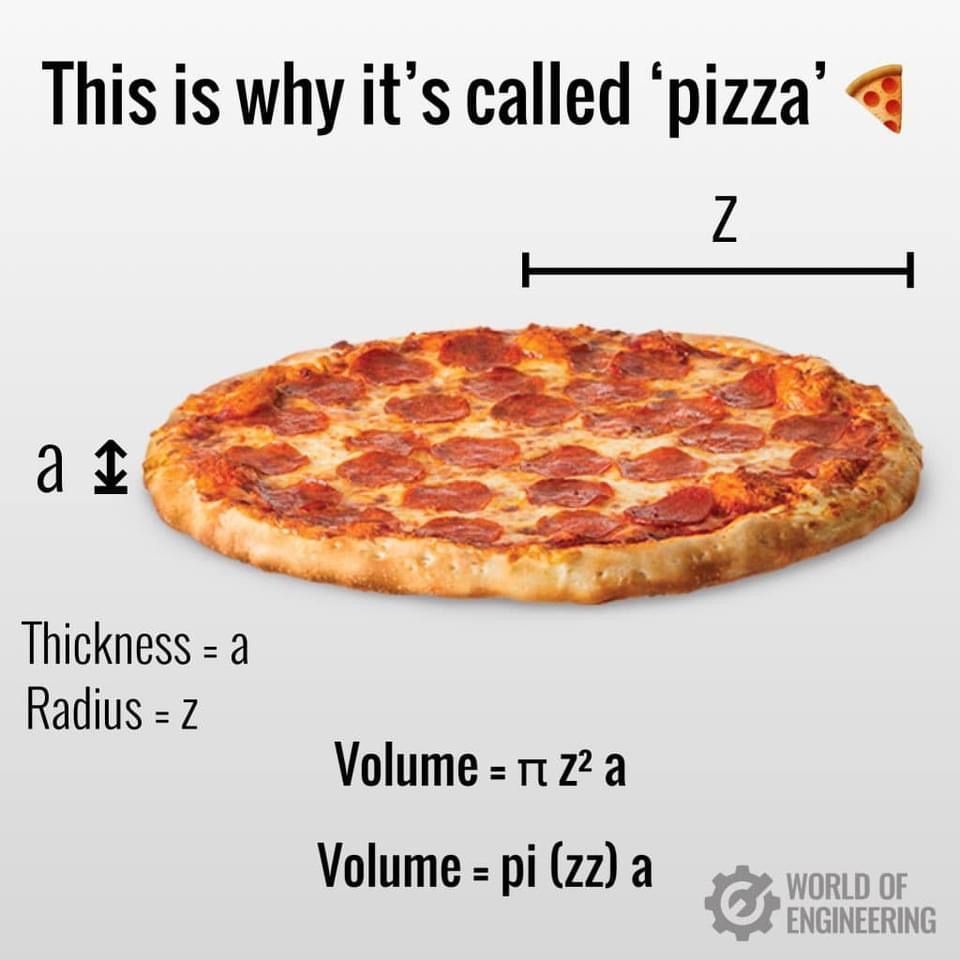 This is why it's called ‘pizza’ 🍕
z
a
Thickness = a
Radius = z
Volume = π z² a
Volume = pi (zz) a
WORLD OF
ENGINEERING